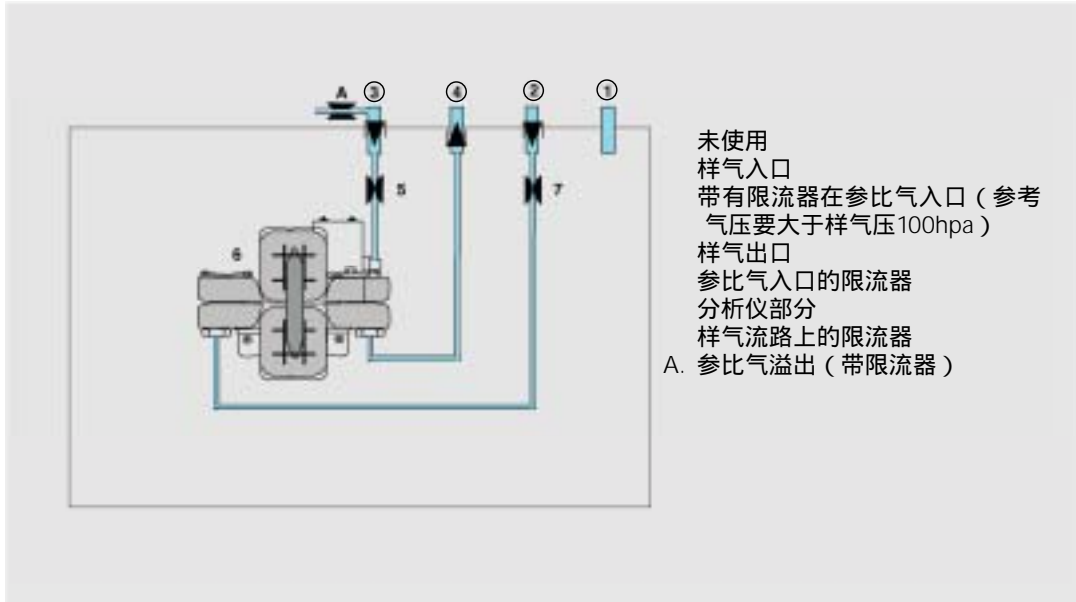 A ③ ④ ② ①
5 7
6
未使用
样气入口
带有限流器在参比气入口（参考
气压要大于样气压100hpa）
样气出口
参比气入口的限流器
分析仪部分
样气流路上的限流器
A. 参比气溢出（带限流器）